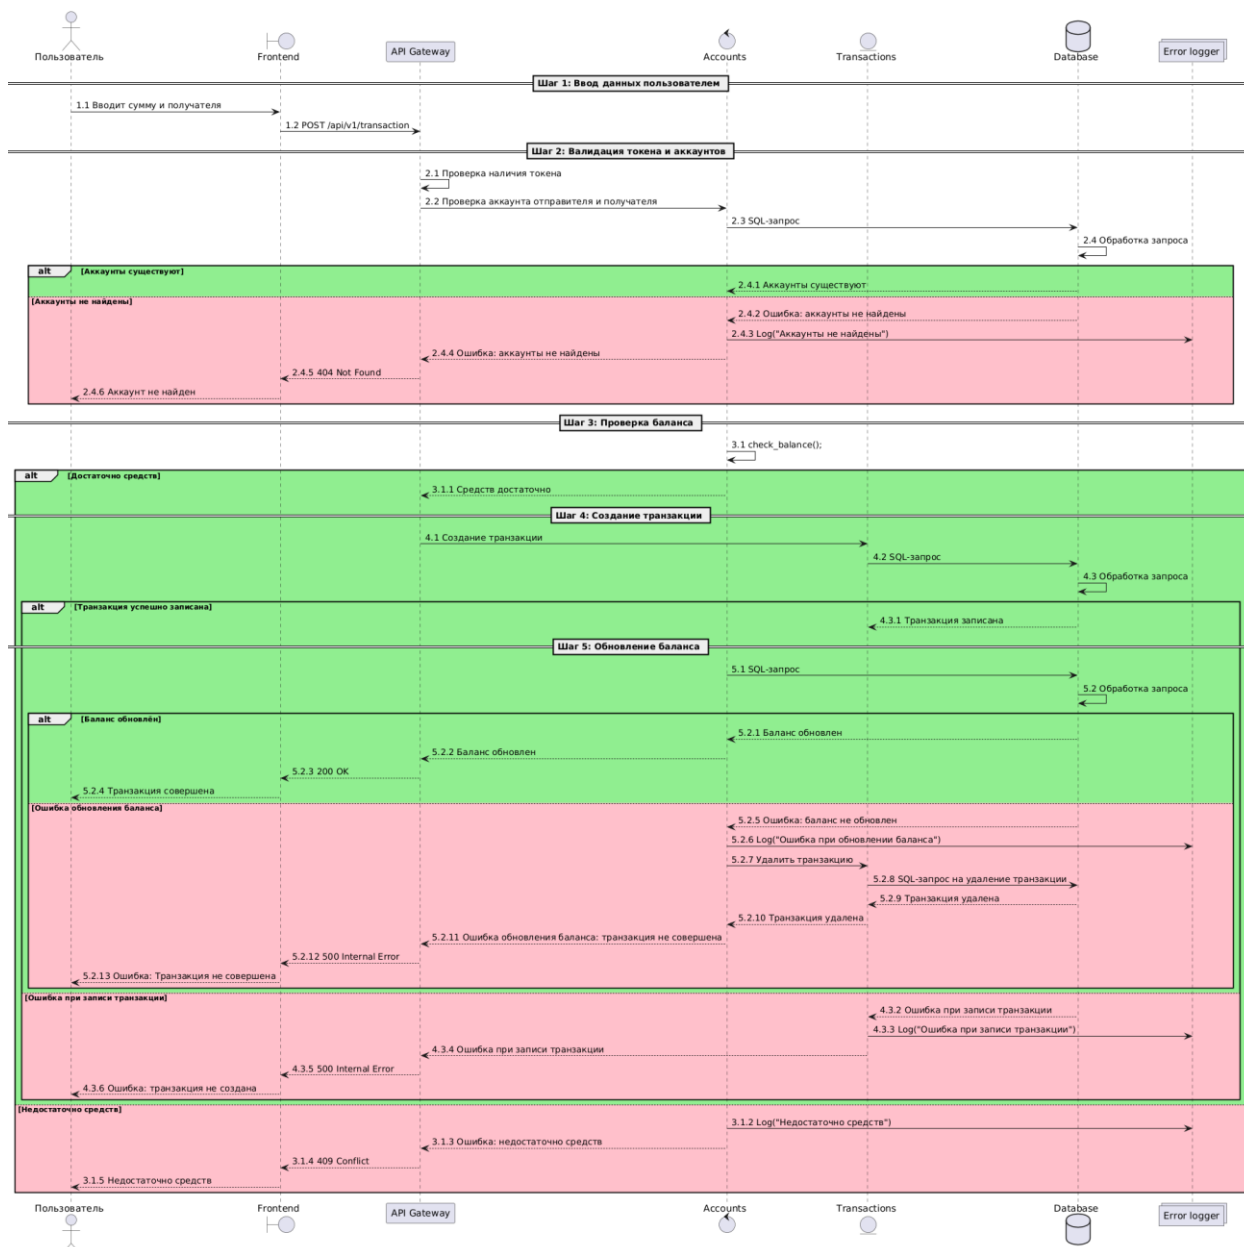 Пользователь
Frontend
API Gateway
Accounts
Transactions
Database
Error logger
Шаг 1: Ввод данных пользователем
1.1 Вводит сумму и получателя
1.2 POST /api/v1/transaction
Шаг 2: Валидация токена и аккаунтов
2.1 Проверка наличия токена
2.2 Проверка аккаунта отправителя и получателя
2.3 SQL-запрос
2.4 Обработка запроса
alt [Аккаунты существуют]
2.4.1 Аккаунты существуют
[Аккаунты не найдены]
2.4.2 Ошибка: аккаунты не найдены
2.4.3 Log("Аккаунты не найдены")
2.4.4 Ошибка: аккаунты не найдены
2.4.5 404 Not Found
2.4.6 Аккаунт не найден
Шаг 3: Проверка баланса
3.1 check_balance();
alt [Достаточно средств]
3.1.1 Средств достаточно
Шаг 4: Создание транзакции
4.1 Создание транзакции
4.2 SQL-запрос
4.3 Обработка запроса
alt [Транзакция успешно записана]
4.3.1 Транзакция записана
Шаг 5: Обновление баланса
5.1 SQL-запрос
5.2 Обработка запроса
alt [Баланс обновлён]
5.2.1 Баланс обновлен
5.2.2 Баланс обновлен
5.2.3 200 OK
5.2.4 Транзакция совершена
[Ошибка обновления баланса]
5.2.5 Ошибка: баланс не обновлен
5.2.6 Log("Ошибка при обновлении баланса")
5.2.7 Удалить транзакцию
5.2.8 SQL-запрос на удаление транзакции
5.2.9 Транзакция удалена
5.2.10 Транзакция удалена
5.2.11 Ошибка обновления баланса: транзакция не совершена
5.2.12 500 Internal Error
5.2.13 Ошибка: Транзакция не совершена
[Ошибка при записи транзакции]
4.3.2 Ошибка при записи транзакции
4.3.3 Log("Ошибка при записи транзакции")
4.3.4 Ошибка при записи транзакции
4.3.5 500 Internal Error
4.3.6 Ошибка: транзакция не создана
[Недостаточно средств]
3.1.2 Log("Недостаточно средств")
3.1.3 Ошибка: недостаточно средств
3.1.4 409 Conflict
3.1.5 Недостаточно средств
Пользователь
Frontend
API Gateway
Accounts
Transactions
Database
Error logger